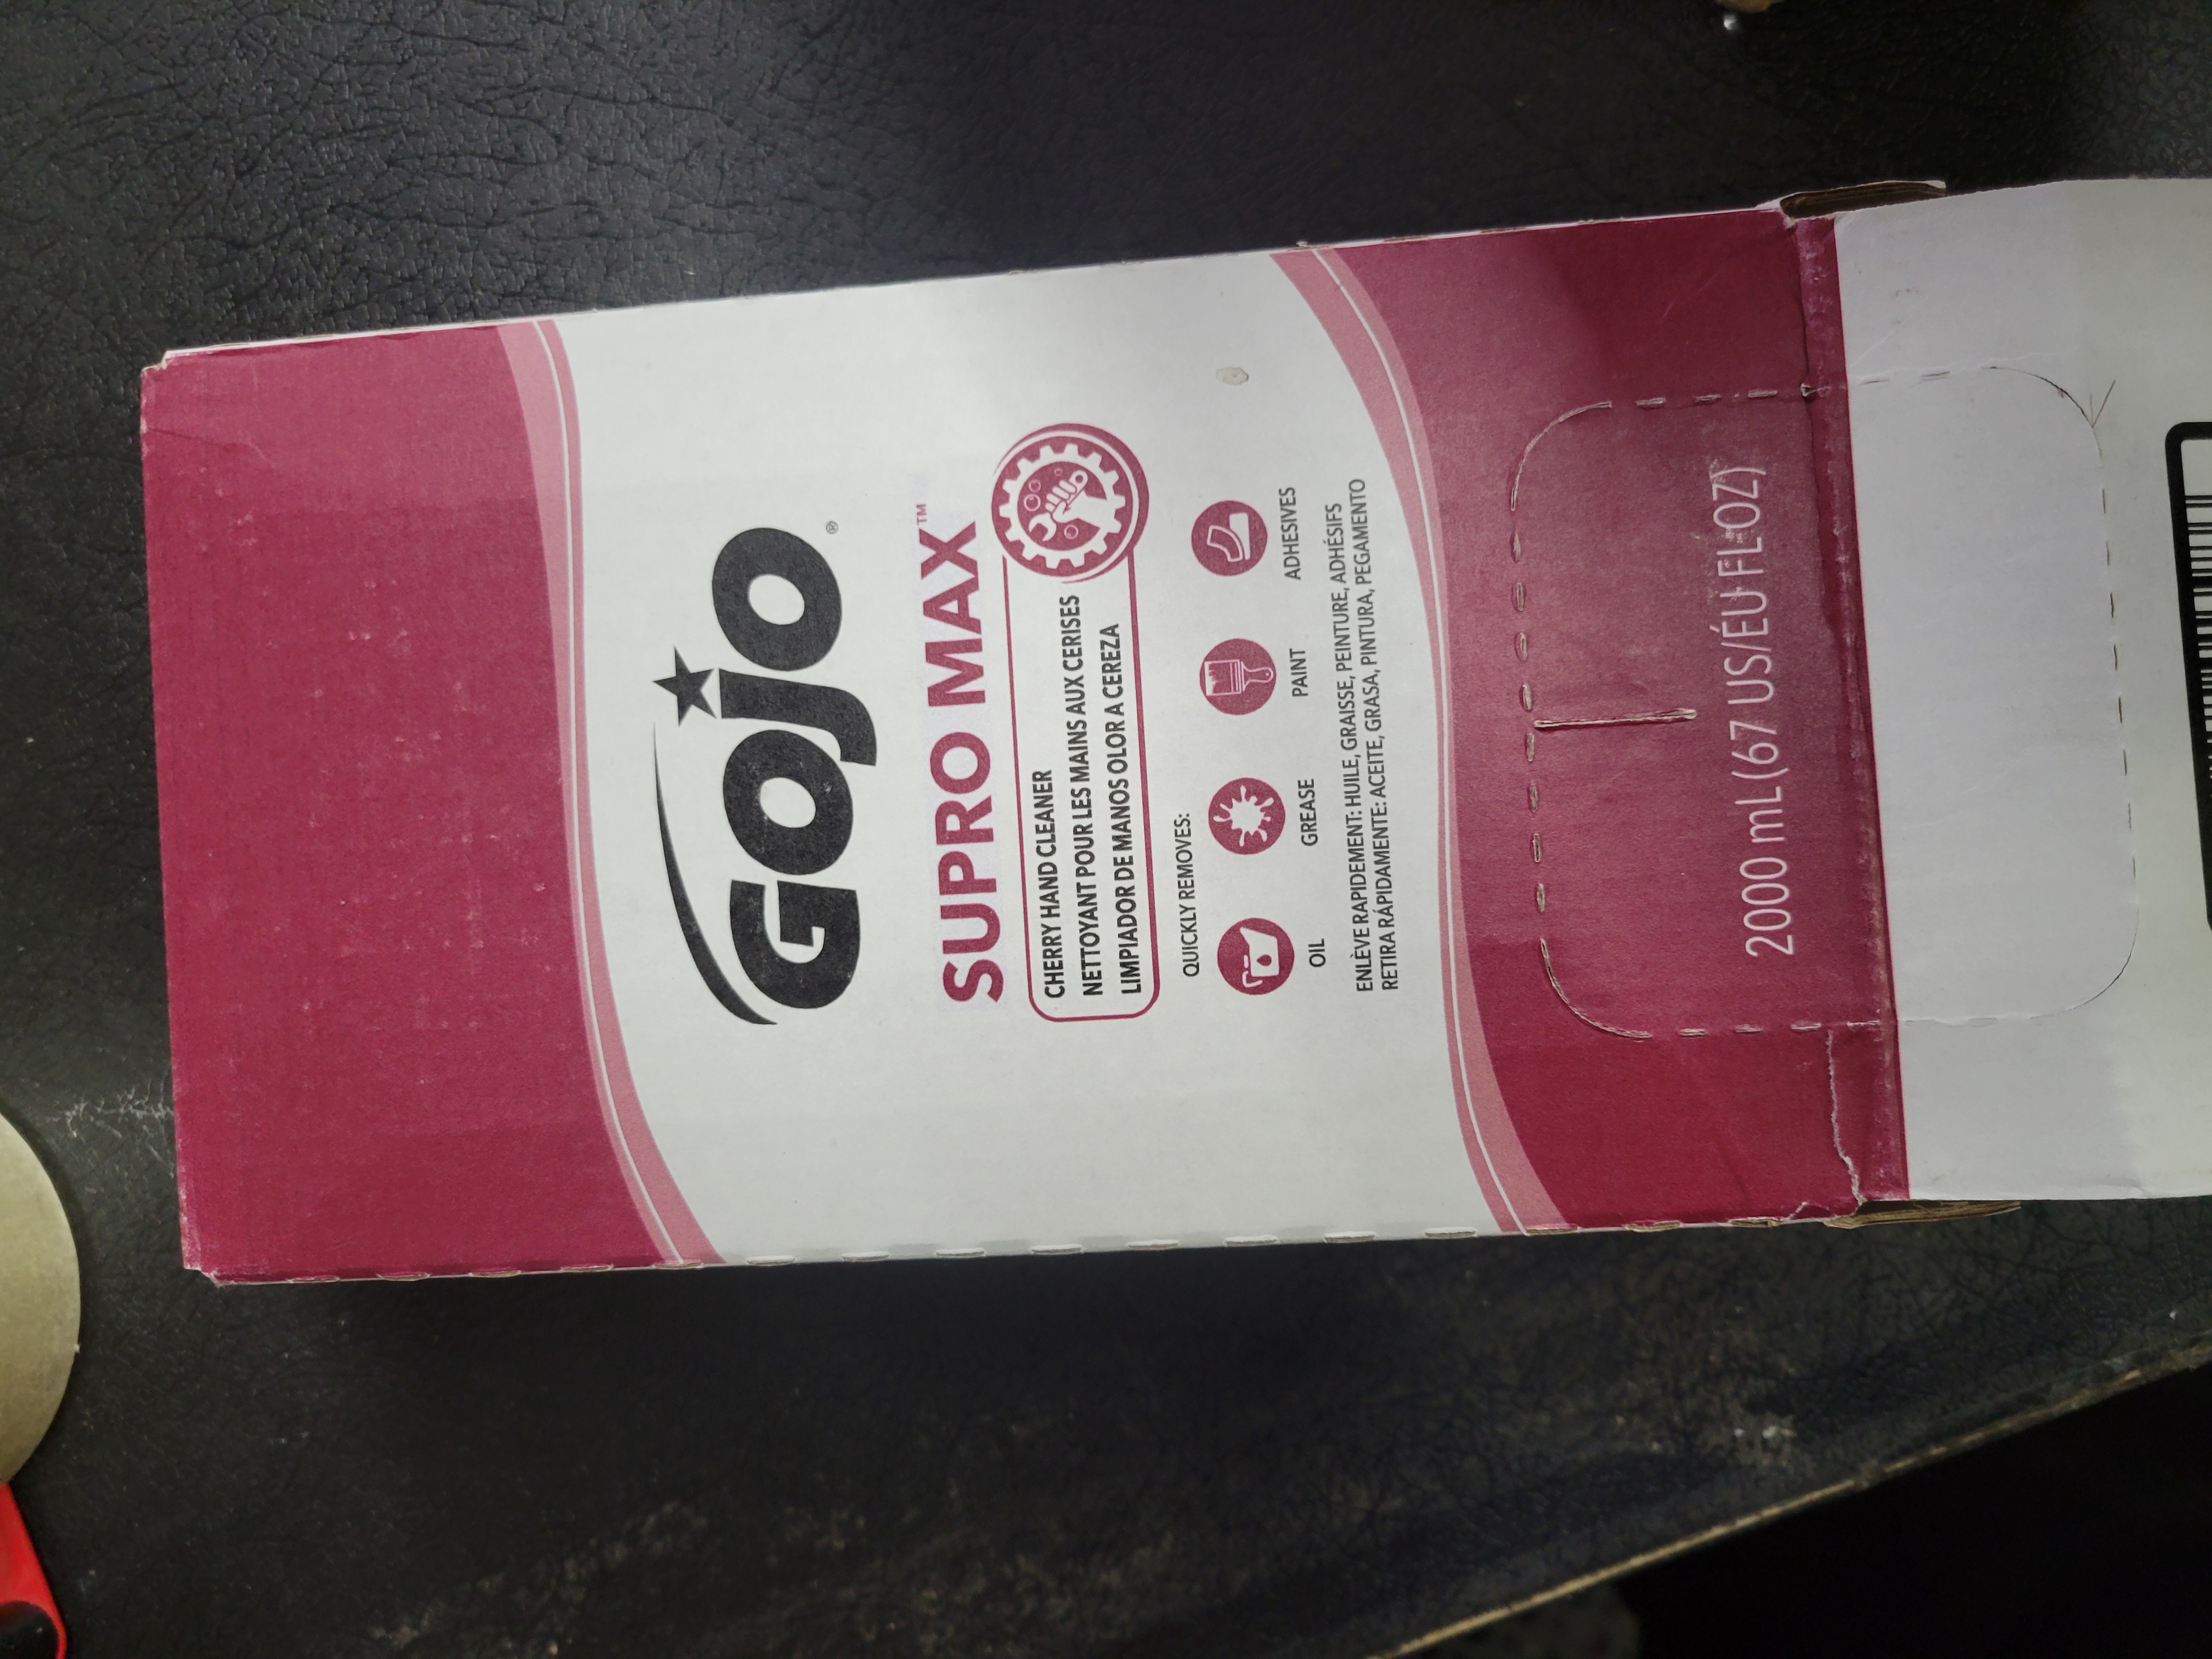 GOJO®
SUPRO MAX™
CHERRY HAND CLEANER
NETTOYANT POUR LES MAINS AUX CERISES
LIMPIADOR DE MANOS OLOR A CEREZA
QUICKLY REMOVES:
OIL GREASE PAINT ADHESIVES
ENLÈVE RAPIDEMENT: HUILE, GRAISSE, PEINTURE, ADHÉSIFS
RETIRA RÁPIDAMENTE: ACEITE, GRASA, PINTURA, PEGAMENTO
2000 mL (67 US/ÉU FL OZ)